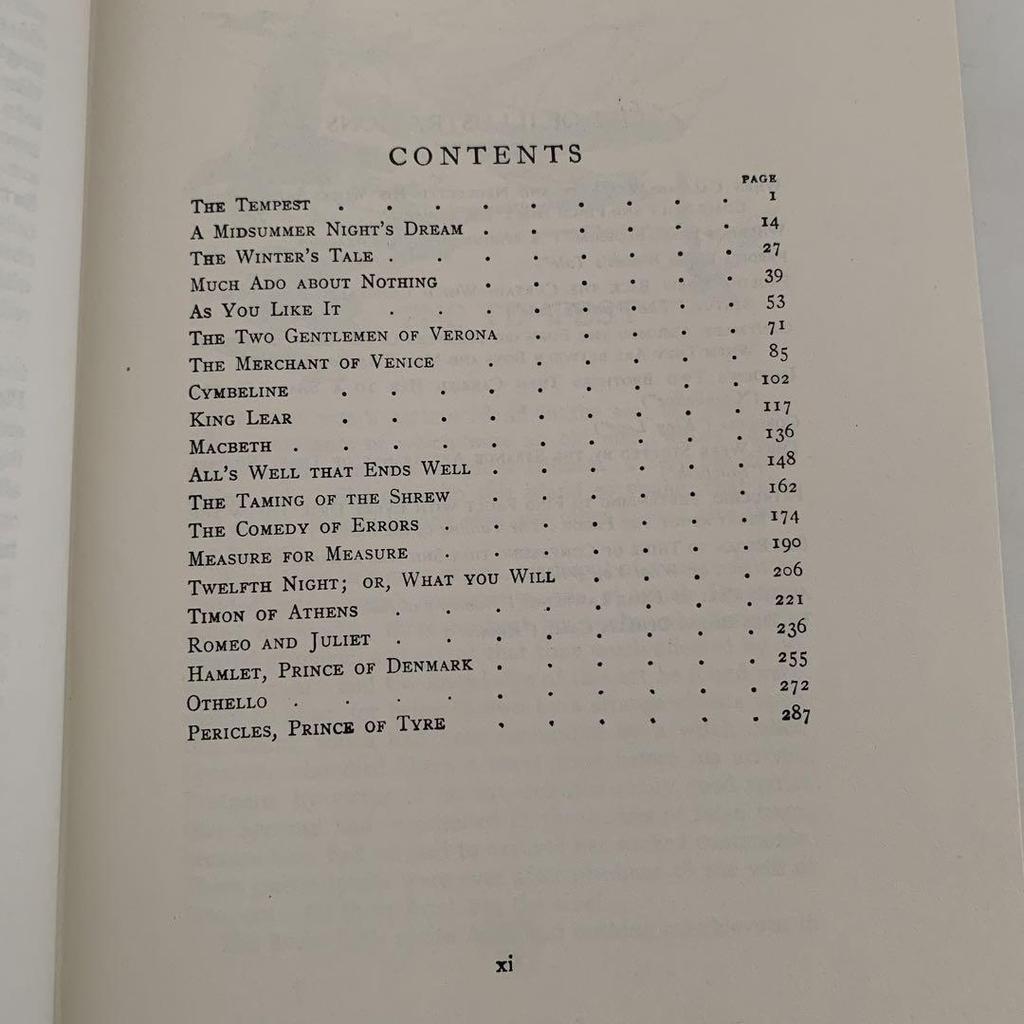 CONTENTS
PAGE
THE TEMPEST . . . . . . . . . 1
A MIDSUMMER NIGHT'S DREAM . . . . . . 14
THE WINTER'S TALE . . . . . . . . 27
MUCH ADO ABOUT NOTHING . . . . . . 39
AS YOU LIKE IT . . . . . . . . 53
THE TWO GENTLEMEN OF VERONA . . . . . 71
THE MERCHANT OF VENICE . . . . . . 85
CYMBELINE . . . . . . . . . 102
KING LEAR . . . . . . . . . 117
MACBETH . . . . . . . . . . 136
ALL'S WELL THAT ENDS WELL . . . . . . 148
THE TAMING OF THE SHREW . . . . . . 162
THE COMEDY OF ERRORS . . . . . . . 174
MEASURE FOR MEASURE . . . . . . . 190
TWELFTH NIGHT; OR, WHAT YOU WILL . . . . 206
TIMON OF ATHENS . . . . . . . . 221
ROMEO AND JULIET . . . . . . . . 236
HAMLET, PRINCE OF DENMARK . . . . . . 255
OTHELLO . . . . . . . . . . 272
PERICLES, PRINCE OF TYRE . . . . . . 287
xi